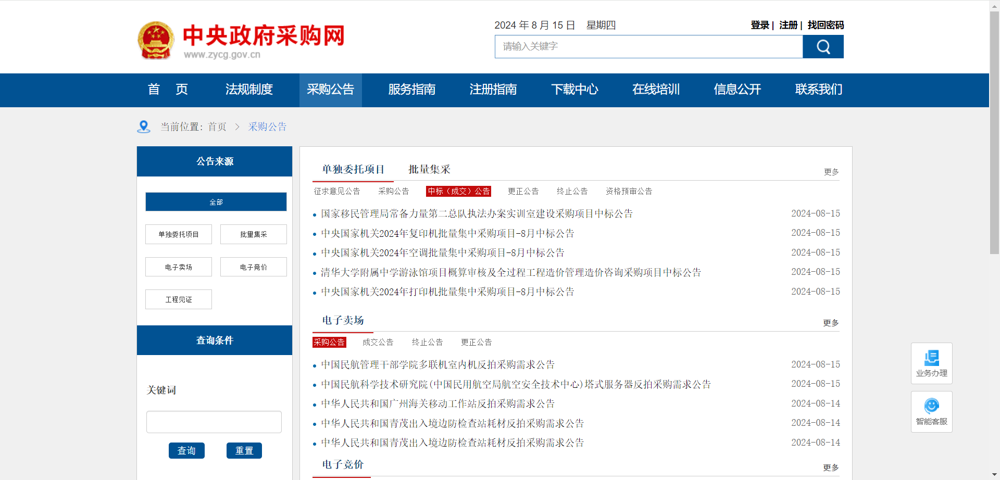 中央政府采购网
www.zycg.gov.cn
2024 年 8 月 15 日 星期四
登录 | 注册 | 找回密码
请输入关键字
首 页 法规制度 采购公告 服务指南 注册指南 下载中心 在线培训 信息公开 联系我们
当前位置: 首页 > 采购公告
公告来源
全部
单独委托项目 批量集采
电子卖场 电子竞价
工程见证
查询条件
关键词
查询 重置
单独委托项目 批量集采 更多
征求意见公告 采购公告 中标（成交）公告 更正公告 终止公告 资格预审公告
国家移民管理局常备力量第二总队执法办案实训室建设采购项目中标公告 2024-08-15
中央国家机关2024年复印机批量集中采购项目-8月中标公告 2024-08-15
中央国家机关2024年空调批量集中采购项目-8月中标公告 2024-08-15
清华大学附属中学游泳馆项目概算审核及全过程工程造价管理造价咨询采购项目中标公告 2024-08-15
中央国家机关2024年打印机批量集中采购项目-8月中标公告 2024-08-15
电子卖场 更多
采购公告 成交公告 终止公告 更正公告
中国民航管理干部学院多联机室内机反拍采购需求公告 2024-08-15
中国民航科学技术研究院(中国民用航空局航空安全技术中心)塔式服务器反拍采购需求公告 2024-08-15
中华人民共和国广州海关移动工作站反拍采购需求公告 2024-08-14
中华人民共和国青茂出入境边防检查站耗材反拍采购需求公告 2024-08-14
中华人民共和国青茂出入境边防检查站耗材反拍采购需求公告 2024-08-14
电子竞价 更多
业务办理
智能客服